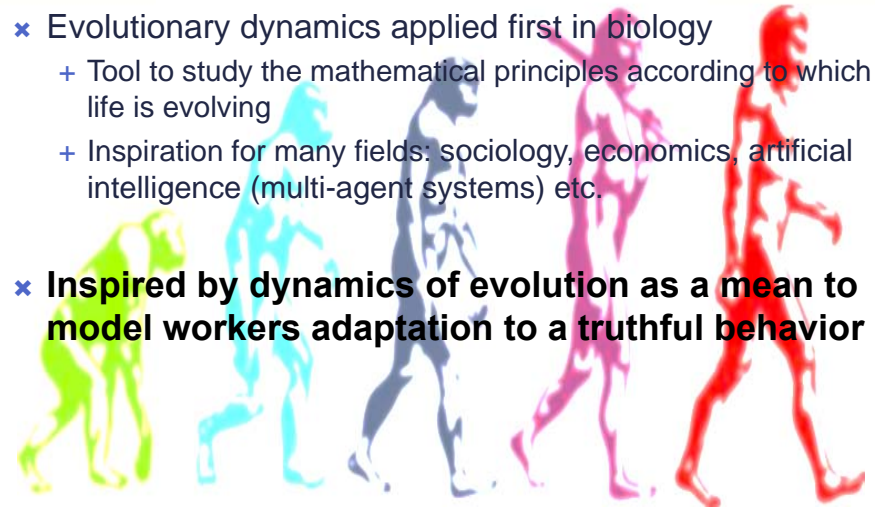 × Evolutionary dynamics applied first in biology
+ Tool to study the mathematical principles according to which
life is evolving
+ Inspiration for many fields: sociology, economics, artificial
intelligence (multi-agent systems) etc.
× Inspired by dynamics of evolution as a mean to
model workers adaptation to a truthful behavior